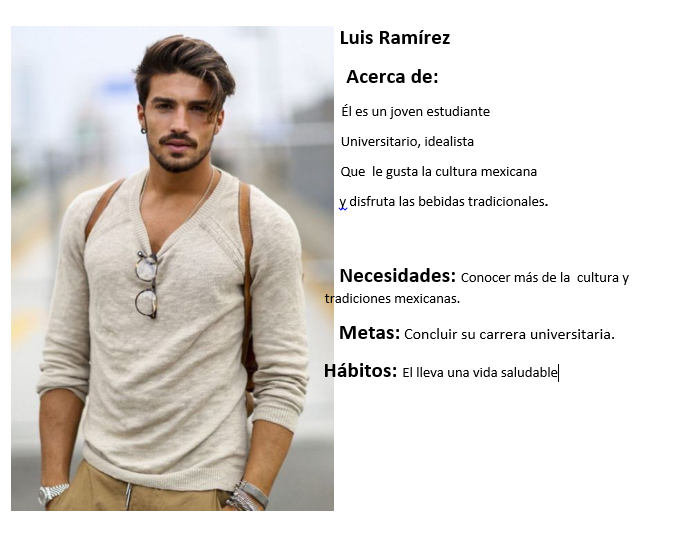 Luis Ramírez
Acerca de:
Él es un joven estudiante
Universitario, idealista
Que  le gusta la cultura mexicana
y disfruta las bebidas tradicionales.
Necesidades: Conocer más de la  cultura y
tradiciones mexicanas.
Metas: Concluir su carrera universitaria.
Hábitos: El lleva una vida saludable